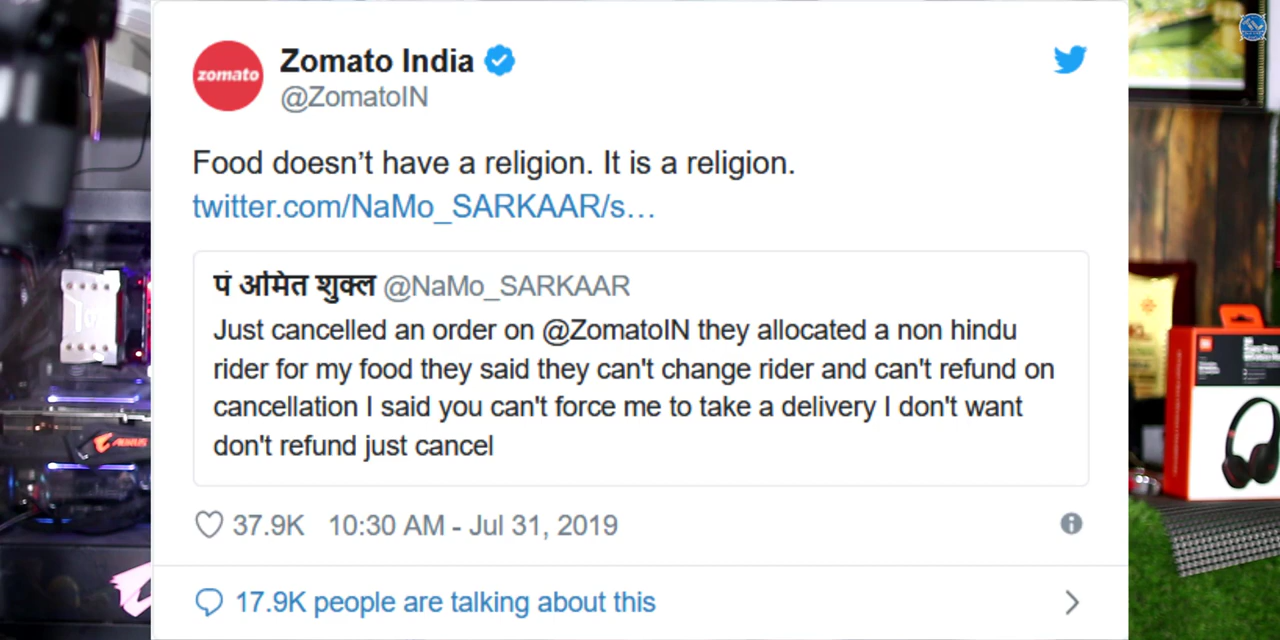 zomato
Zomato India
@ZomatoIN
Food doesn’t have a religion. It is a religion.
twitter.com/NaMo_SARKAAR/s…
पं अमित शुक्ल @NaMo_SARKAAR
Just cancelled an order on @ZomatoIN they allocated a non hindu
rider for my food they said they can't change rider and can't refund on
cancellation I said you can't force me to take a delivery I don't want
don't refund just cancel
37.9K 10:30 AM - Jul 31, 2019
17.9K people are talking about this